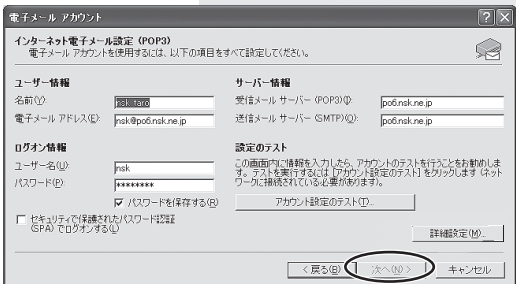 電子メール アカウント
インターネット電子メール設定 (POP3)
電子メール アカウントを使用するには、以下の項目をすべて設定してください。
ユーザー情報
名前(Y):
nsk taro
電子メール アドレス(E):
nsk@po6.nsk.ne.jp
サーバー情報
受信メール サーバー (POP3)(I):
po6.nsk.ne.jp
送信メール サーバー (SMTP)(O):
po6.nsk.ne.jp
ログオン情報
ユーザー名(U):
nsk
パスワード(P):
********
パスワードを保存する(R)
セキュリティで保護されたパスワード認証
(SPA) でログオンする(L)
設定のテスト
この画面内に情報を入力したら、アカウントのテストを行うことをお勧めしま
す。テストを実行するには [アカウント設定のテスト] をクリックします (ネット
ワークに接続されている必要があります)。
アカウント設定のテスト(T)...
詳細設定(M)...
< 戻る(B)
次へ(N) >
キャンセル